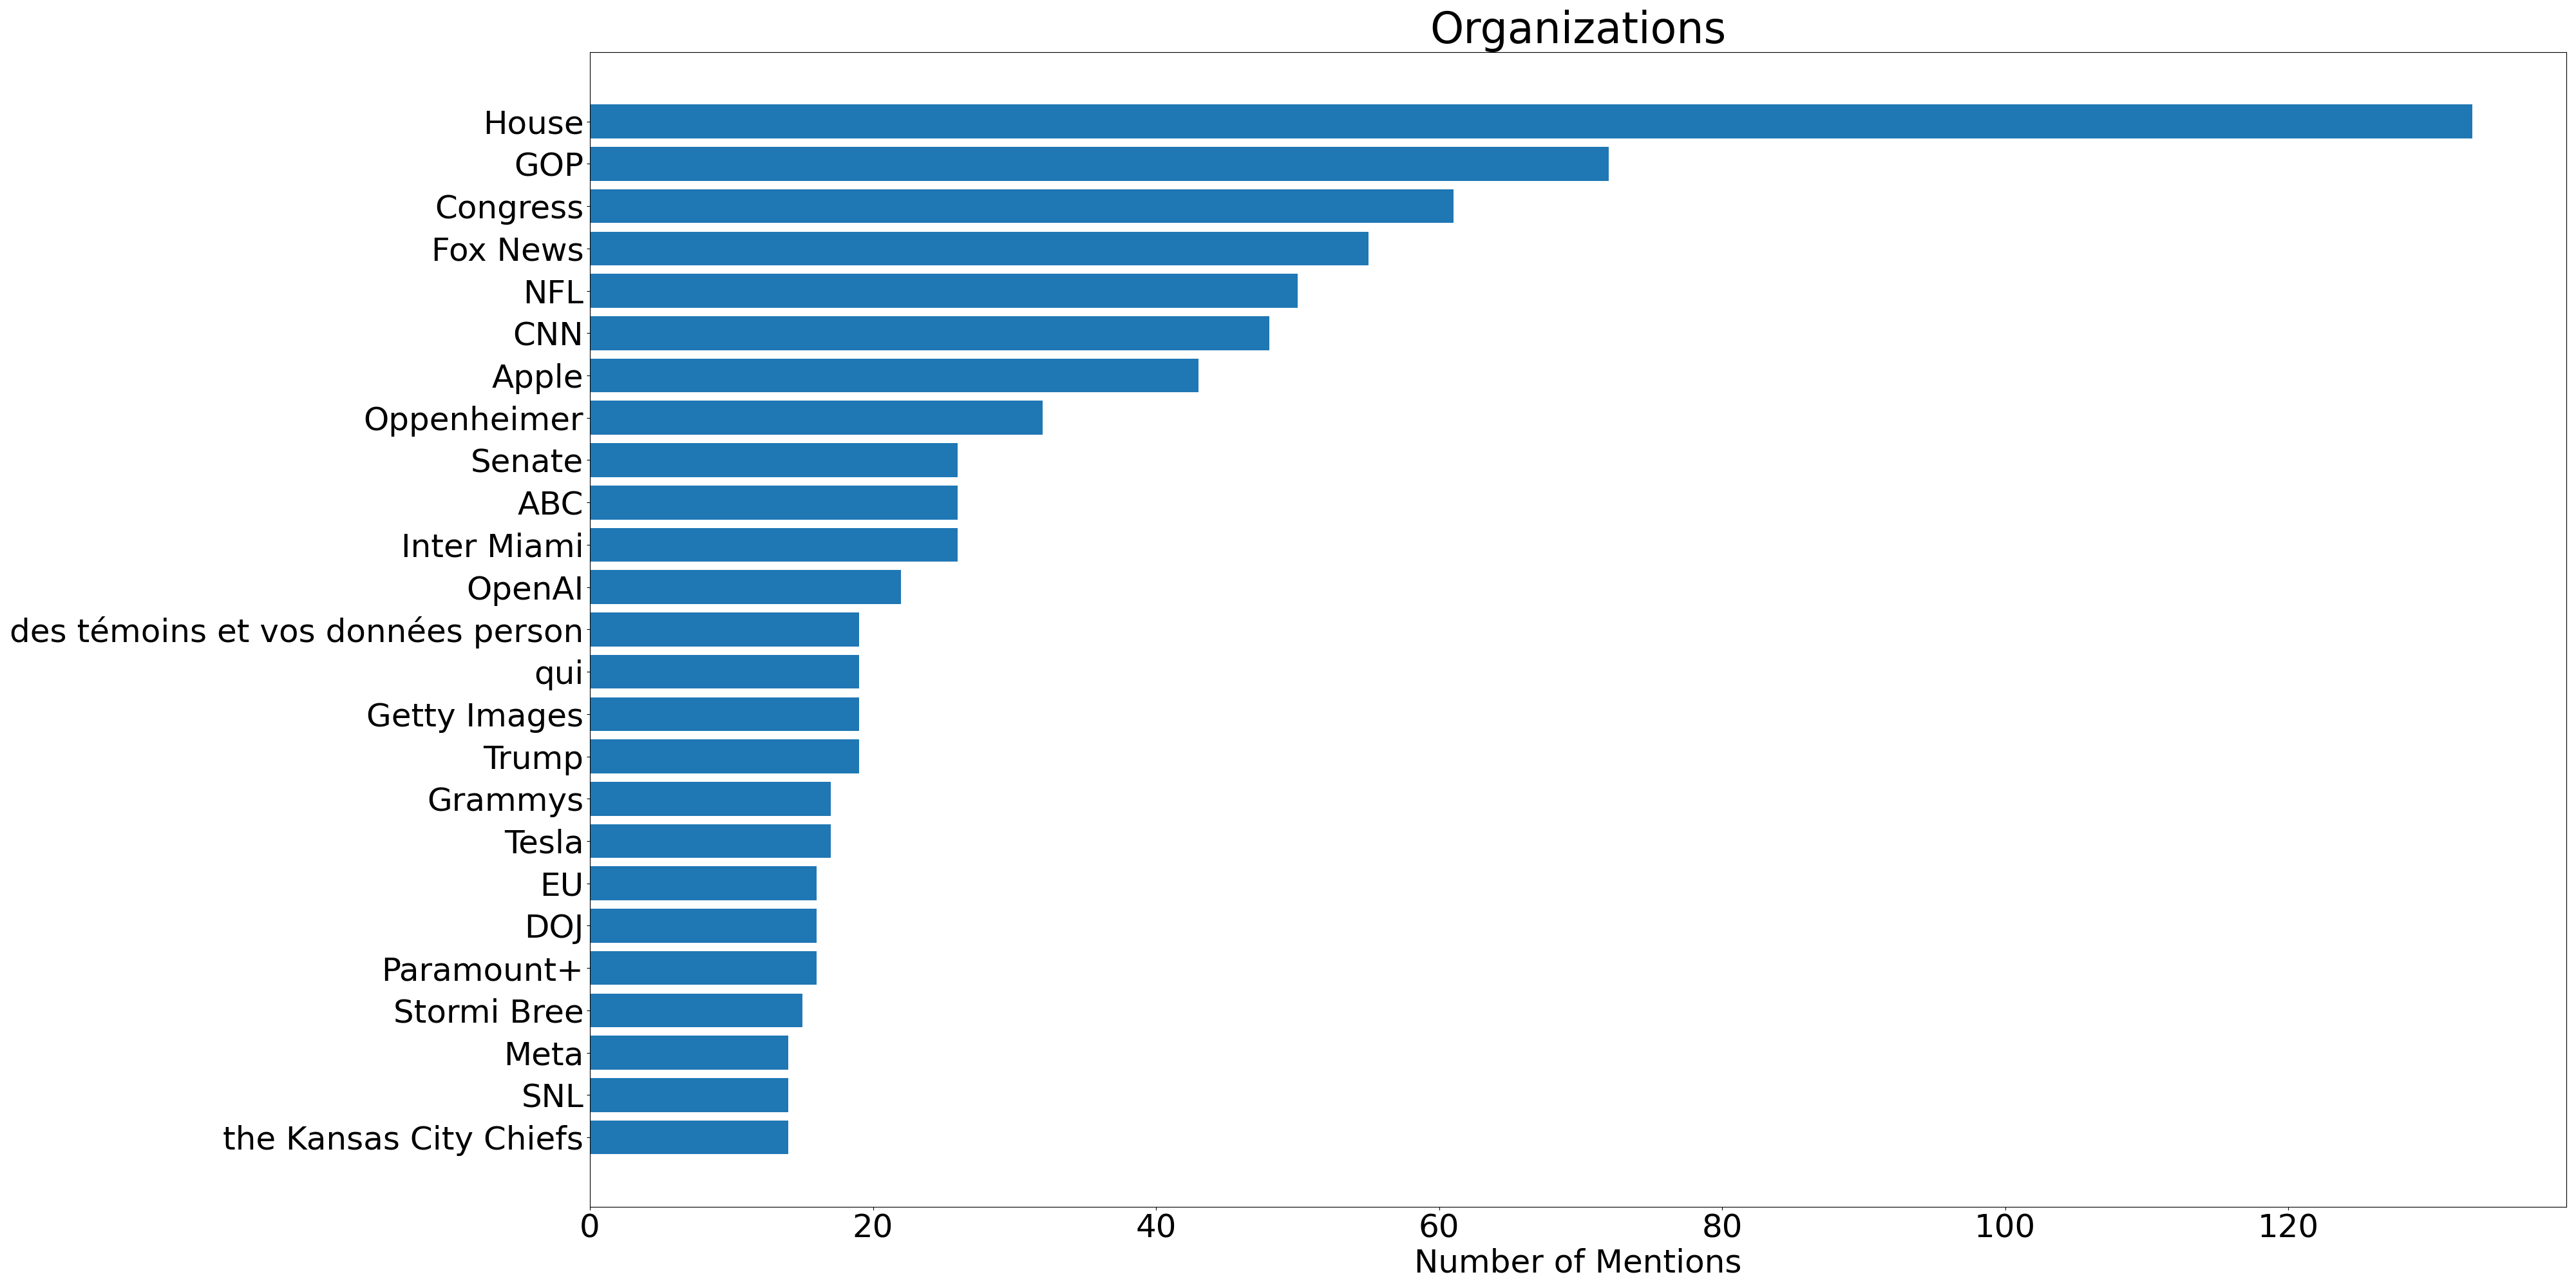 Organizations
House
GOP
Congress
Fox News
NFL
CNN
Apple
Oppenheimer
Senate
ABC
Inter Miami
OpenAI
des témoins et vos données person
qui
Getty Images
Trump
Grammys
Tesla
EU
DOJ
Paramount+
Stormi Bree
Meta
SNL
the Kansas City Chiefs
0 20 40 60 80 100 120
Number of Mentions